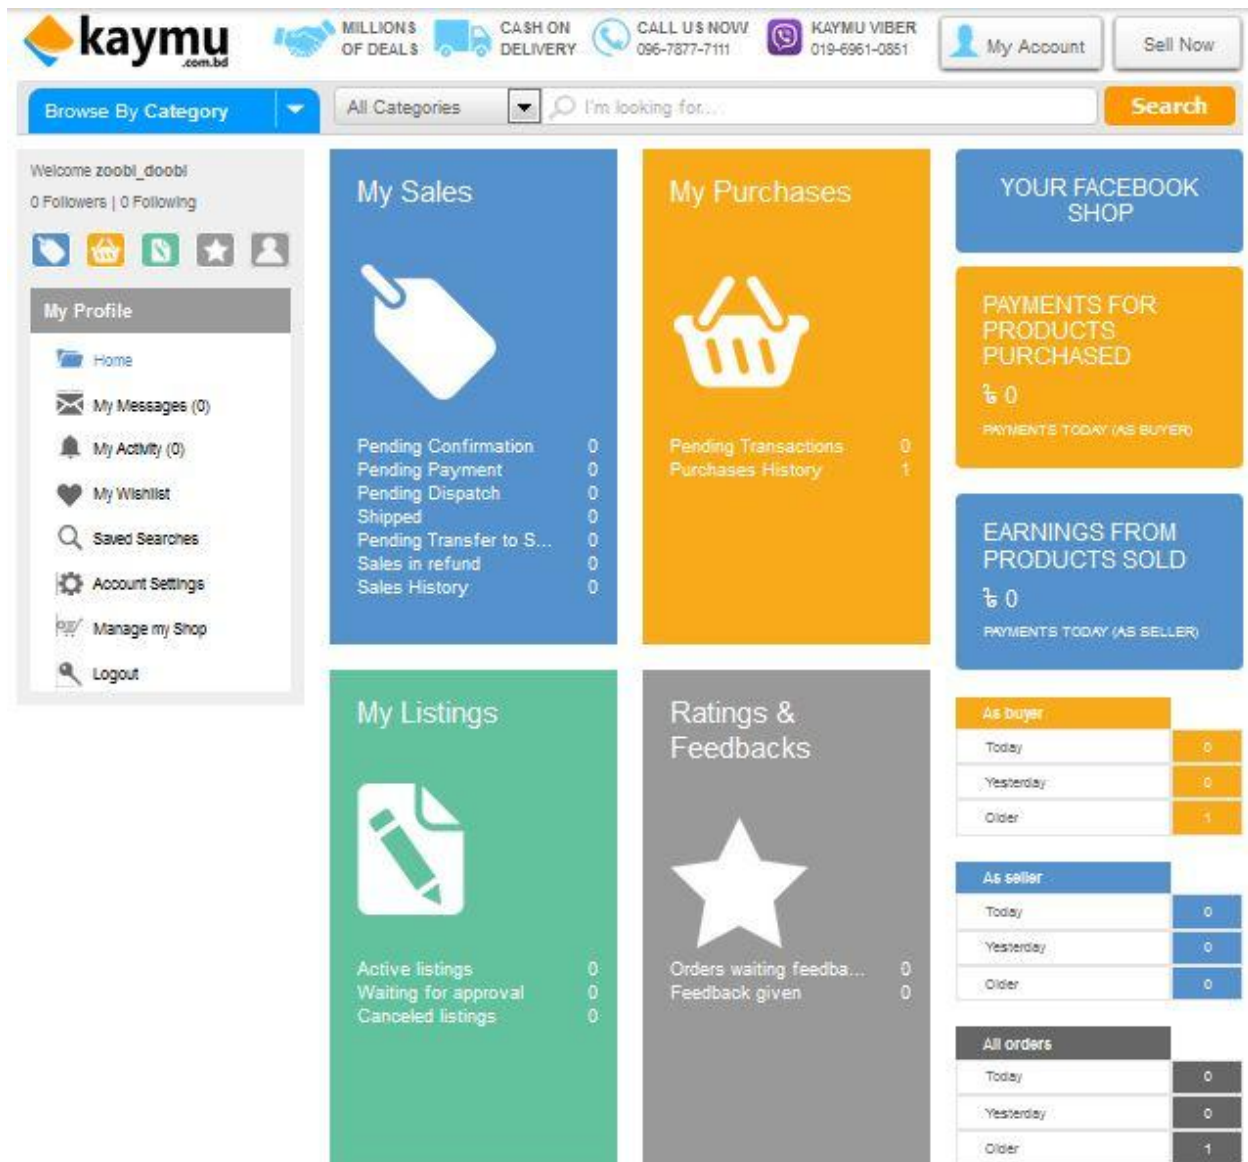 kaymu
.com.bd
MILLIONS
OF DEALS
CASH ON
DELIVERY
CALL US NOW
096-7877-7111
KAYMU VIBER
019-6961-0851
My Account
Sell Now
Browse By Category
All Categories
I'm looking for...
Search
Welcome zoobi_doobi
0 Followers | 0 Following
My Profile
Home
My Messages (0)
My Activity (0)
My Wishlist
Saved Searches
Account Settings
Manage my Shop
Logout
My Sales
Pending Confirmation 0
Pending Payment 0
Pending Dispatch 0
Shipped 0
Pending Transfer to S... 0
Sales in refund 0
Sales History 0
My Purchases
Pending Transactions 0
Purchases History 1
YOUR FACEBOOK
SHOP
PAYMENTS FOR
PRODUCTS
PURCHASED
৳ 0
PAYMENTS TODAY (AS BUYER)
EARNINGS FROM
PRODUCTS SOLD
৳ 0
PAYMENTS TODAY (AS SELLER)
My Listings
Active listings 0
Waiting for approval 0
Canceled listings 0
Ratings &
Feedbacks
Orders waiting feedba... 0
Feedback given 0
As buyer
Today 0
Yesterday 0
Older 1
As seller
Today 0
Yesterday 0
Older 0
All orders
Today 0
Yesterday 0
Older 1